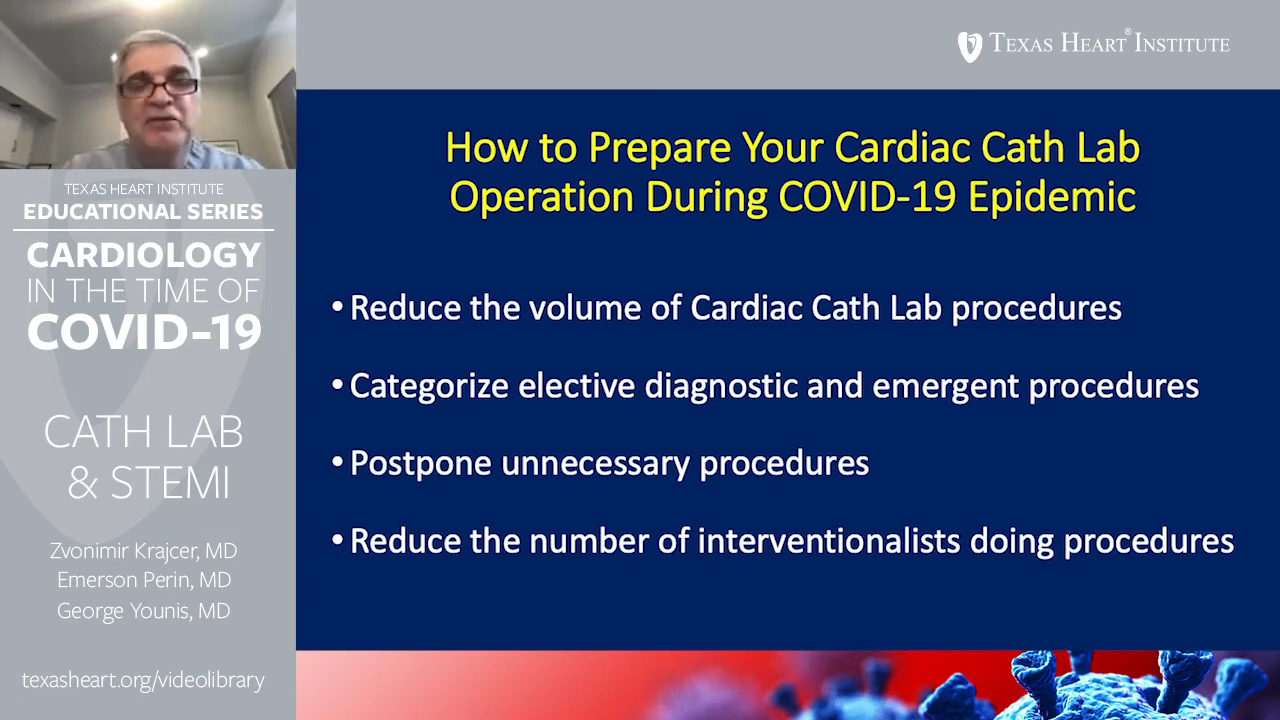 TEXAS HEART® INSTITUTE
How to Prepare Your Cardiac Cath Lab
Operation During COVID-19 Epidemic
• Reduce the volume of Cardiac Cath Lab procedures
• Categorize elective diagnostic and emergent procedures
• Postpone unnecessary procedures
• Reduce the number of interventionalists doing procedures
TEXAS HEART INSTITUTE
EDUCATIONAL SERIES
CARDIOLOGY
IN THE TIME OF
COVID-19
CATH LAB
& STEMI
Zvonimir Krajcer, MD
Emerson Perin, MD
George Younis, MD
texasheart.org/videolibrary